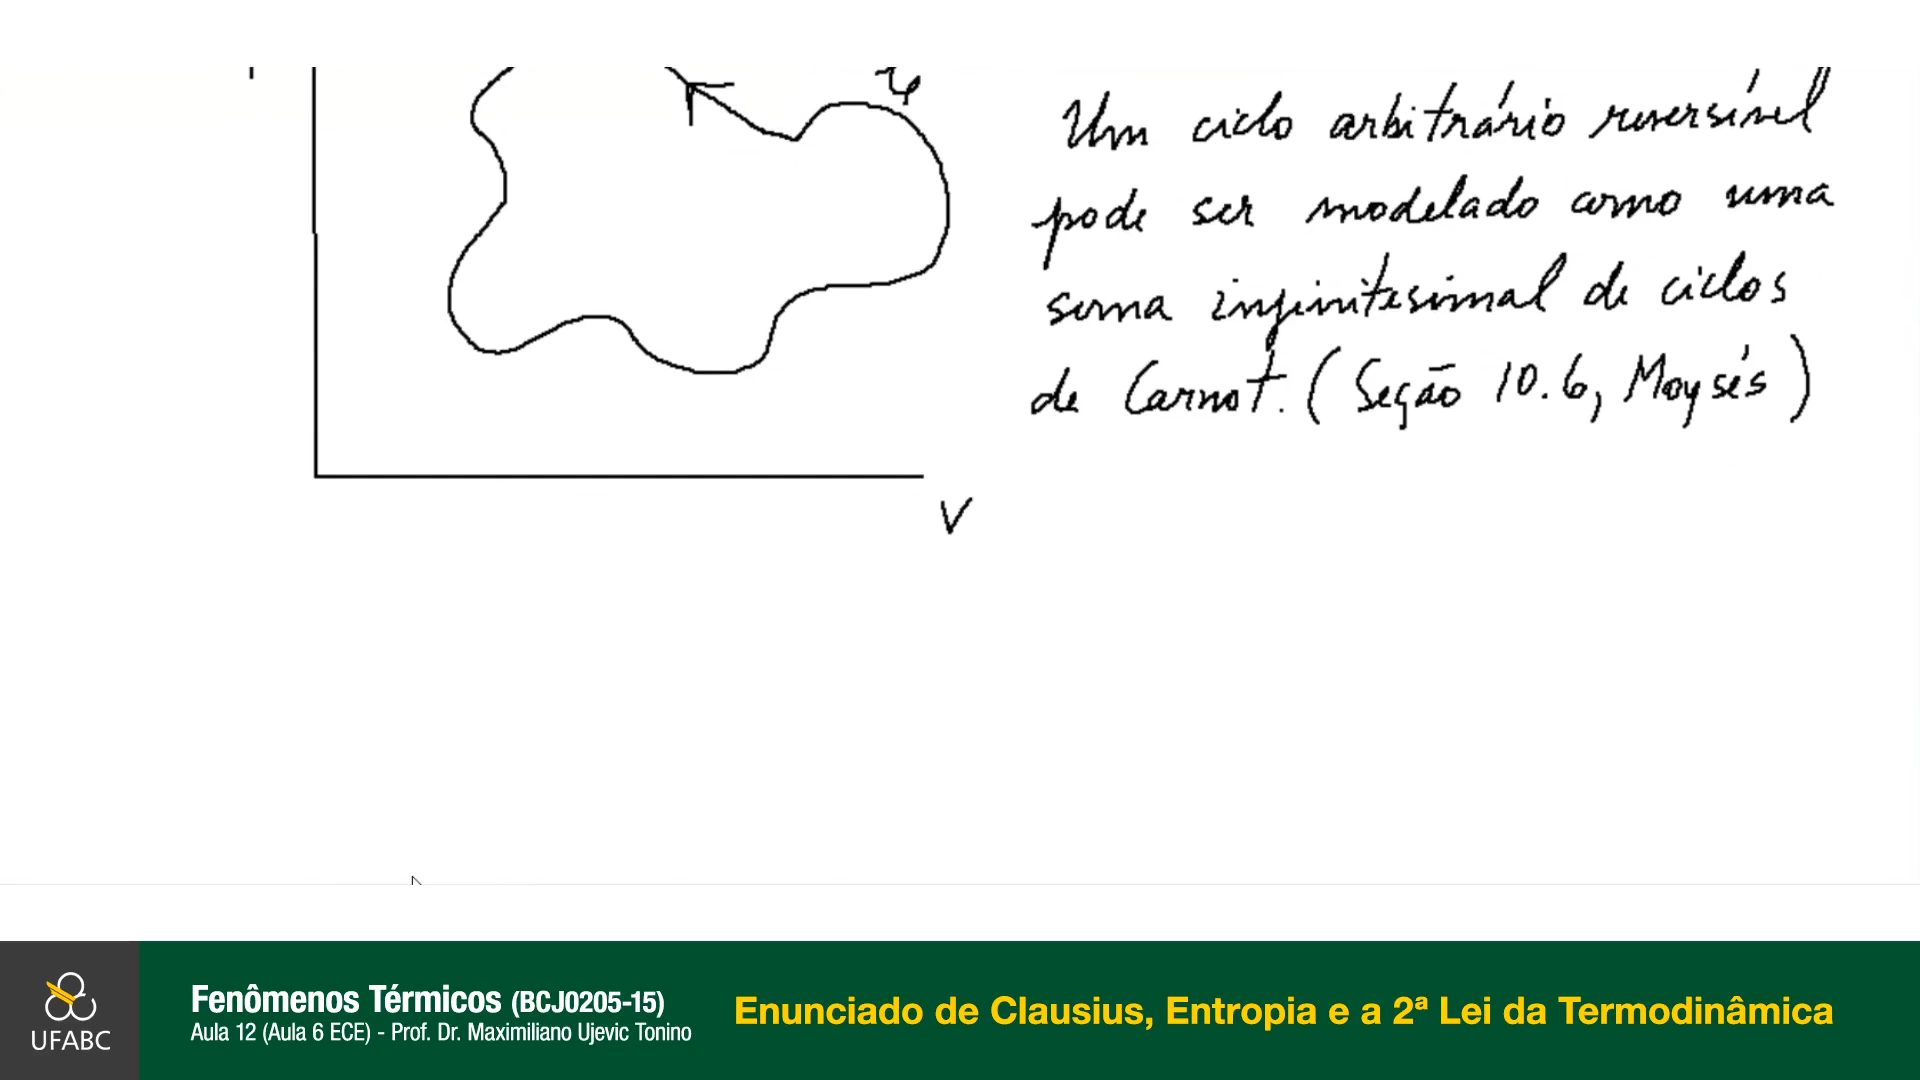 Um ciclo arbitrário reversível
pode ser modelado como uma
soma infinitesimal de ciclos
de Carnot. (Seção 10.6, Moysés)
V
UFABC
Fenômenos Térmicos (BCJ0205-15)
Aula 12 (Aula 6 ECE) - Prof. Dr. Maximiliano Ujevic Tonino
Enunciado de Clausius, Entropia e a 2ª Lei da Termodinâmica